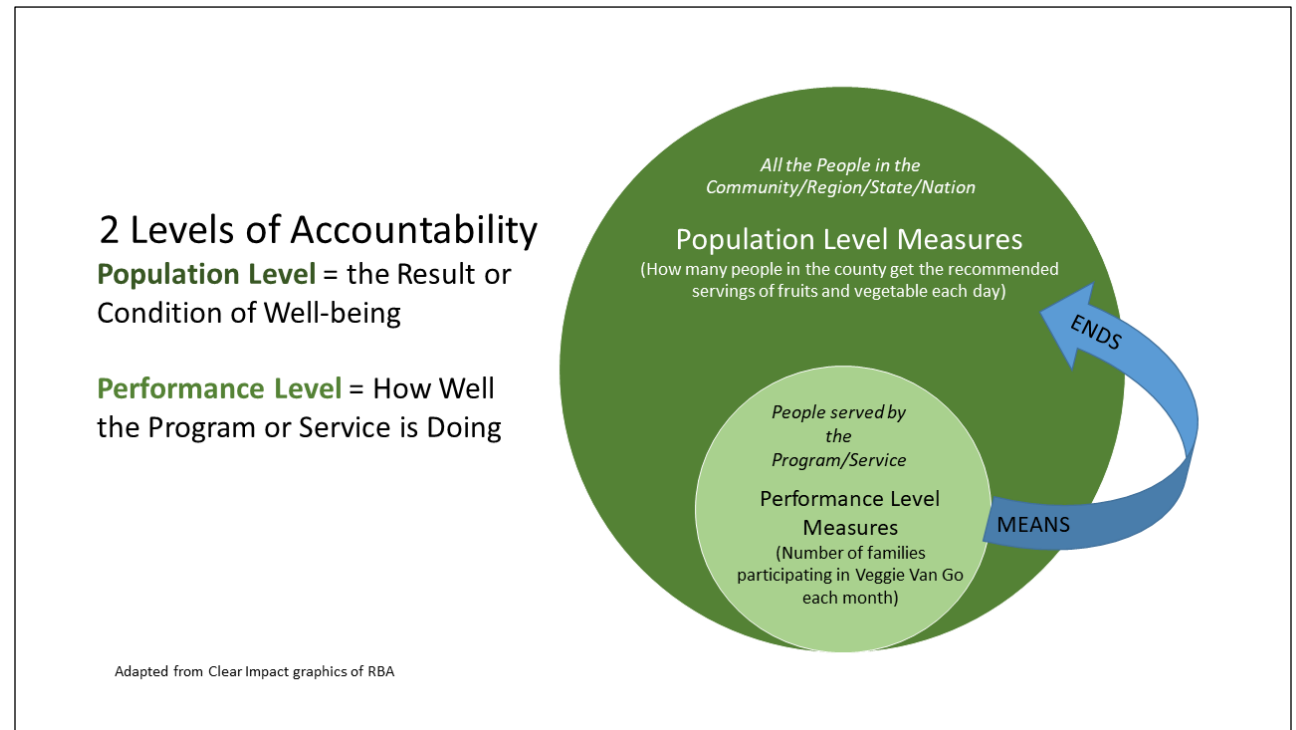 2 Levels of Accountability
Population Level = the Result or
Condition of Well-being
Performance Level = How Well
the Program or Service is Doing
All the People in the
Community/Region/State/Nation
Population Level Measures
(How many people in the county get the recommended
servings of fruits and vegetable each day)
ENDS
People served by
the
Program/Service
Performance Level
Measures
(Number of families
participating in Veggie Van Go
each month)
MEANS
Adapted from Clear Impact graphics of RBA